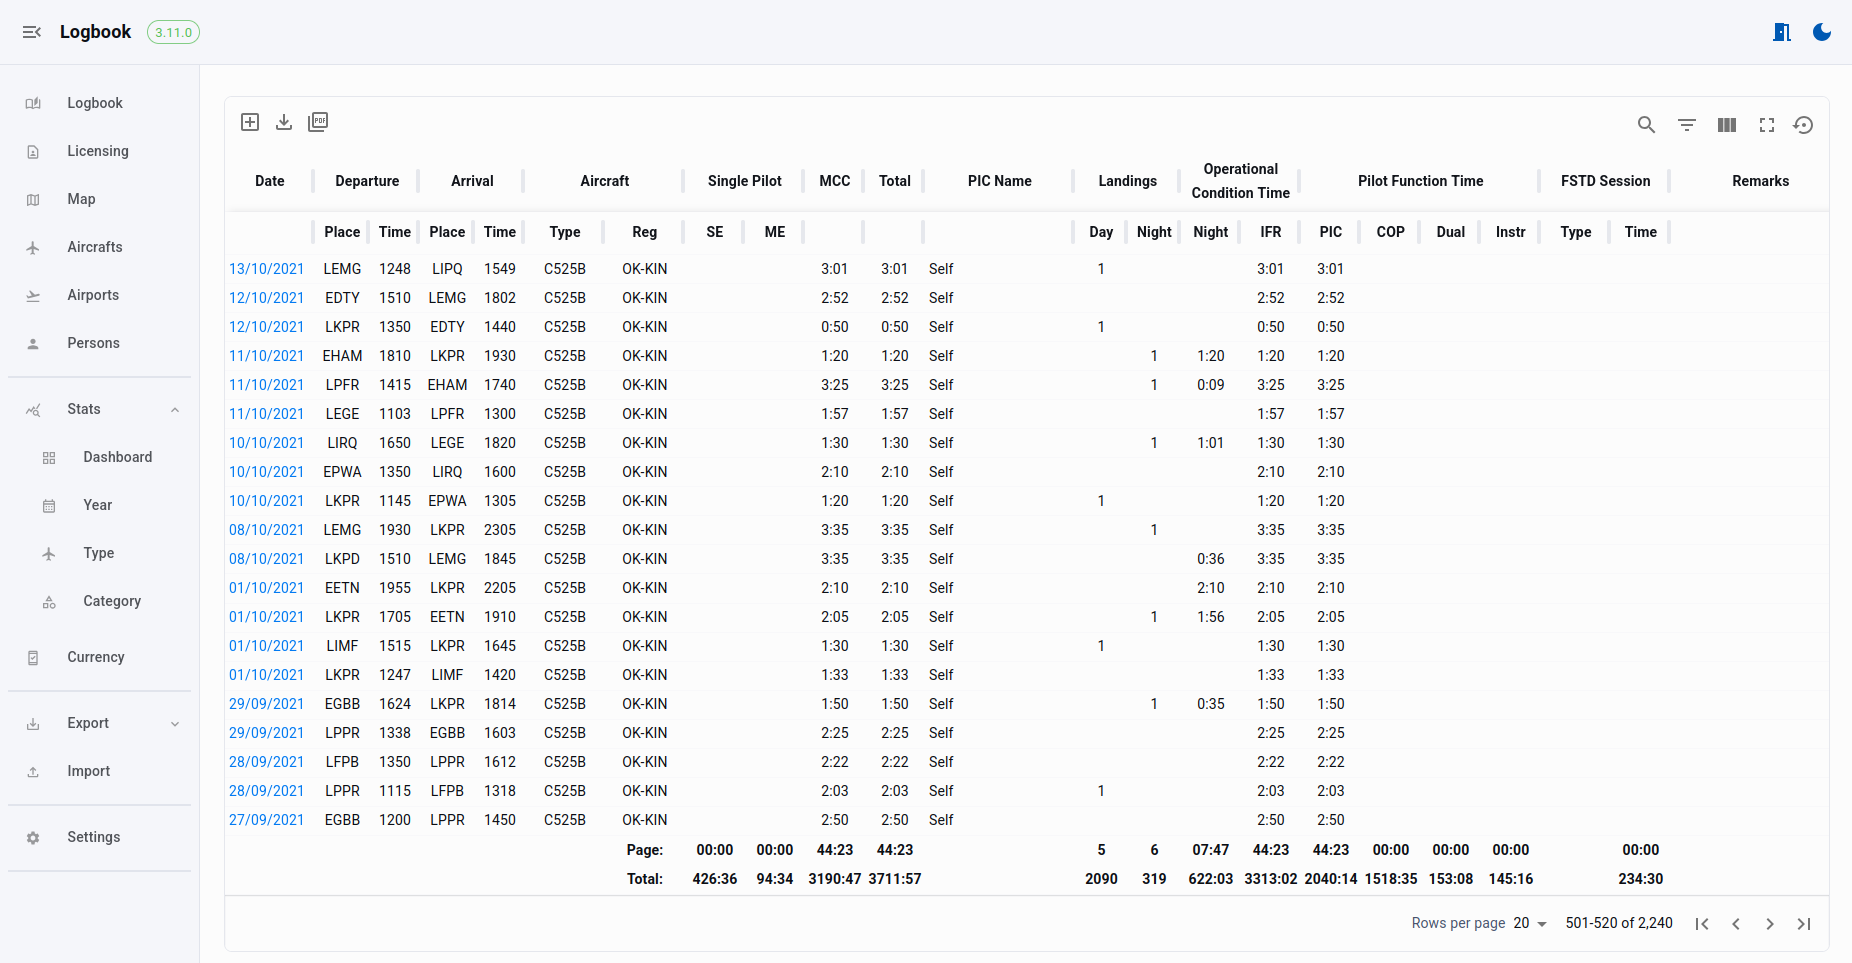 Logbook 3.11.0
Logbook
Licensing
Map
Aircrafts
Airports
Persons
Stats
Dashboard
Year
Type
Category
Currency
Export
Import
Settings
PDF
Date Departure Arrival Aircraft Single Pilot MCC Total PIC Name Landings Operational Condition Time Pilot Function Time FSTD Session Remarks
Place Time Place Time Type Reg SE ME Day Night Night IFR PIC COP Dual Instr Type Time
13/10/2021 LEMG 1248 LIPQ 1549 C525B OK-KIN 3:01 3:01 Self 1 3:01 3:01
12/10/2021 EDTY 1510 LEMG 1802 C525B OK-KIN 2:52 2:52 Self 2:52 2:52
12/10/2021 LKPR 1350 EDTY 1440 C525B OK-KIN 0:50 0:50 Self 1 0:50 0:50
11/10/2021 EHAM 1810 LKPR 1930 C525B OK-KIN 1:20 1:20 Self 1 1:20 1:20 1:20
11/10/2021 LPFR 1415 EHAM 1740 C525B OK-KIN 3:25 3:25 Self 1 0:09 3:25 3:25
11/10/2021 LEGE 1103 LPFR 1300 C525B OK-KIN 1:57 1:57 Self 1:57 1:57
10/10/2021 LIRQ 1650 LEGE 1820 C525B OK-KIN 1:30 1:30 Self 1 1:01 1:30 1:30
10/10/2021 EPWA 1350 LIRQ 1600 C525B OK-KIN 2:10 2:10 Self 2:10 2:10
10/10/2021 LKPR 1145 EPWA 1305 C525B OK-KIN 1:20 1:20 Self 1 1:20 1:20
08/10/2021 LEMG 1930 LKPR 2305 C525B OK-KIN 3:35 3:35 Self 1 3:35 3:35
08/10/2021 LKPD 1510 LEMG 1845 C525B OK-KIN 3:35 3:35 Self 0:36 3:35 3:35
01/10/2021 EETN 1955 LKPR 2205 C525B OK-KIN 2:10 2:10 Self 2:10 2:10 2:10
01/10/2021 LKPR 1705 EETN 1910 C525B OK-KIN 2:05 2:05 Self 1 1:56 2:05 2:05
01/10/2021 LIMF 1515 LKPR 1645 C525B OK-KIN 1:30 1:30 Self 1 1:30 1:30
01/10/2021 LKPR 1247 LIMF 1420 C525B OK-KIN 1:33 1:33 Self 1:33 1:33
29/09/2021 EGBB 1624 LKPR 1814 C525B OK-KIN 1:50 1:50 Self 1 0:35 1:50 1:50
29/09/2021 LPPR 1338 EGBB 1603 C525B OK-KIN 2:25 2:25 Self 2:25 2:25
28/09/2021 LFPB 1350 LPPR 1612 C525B OK-KIN 2:22 2:22 Self 2:22 2:22
28/09/2021 LPPR 1115 LFPB 1318 C525B OK-KIN 2:03 2:03 Self 1 2:03 2:03
27/09/2021 EGBB 1200 LPPR 1450 C525B OK-KIN 2:50 2:50 Self 2:50 2:50
Page: 00:00 00:00 44:23 44:23 5 6 07:47 44:23 44:23 00:00 00:00 00:00 00:00
Total: 426:36 94:34 3190:47 3711:57 2090 319 622:03 3313:02 2040:14 1518:35 153:08 145:16 234:30
Rows per page 20 501-520 of 2,240